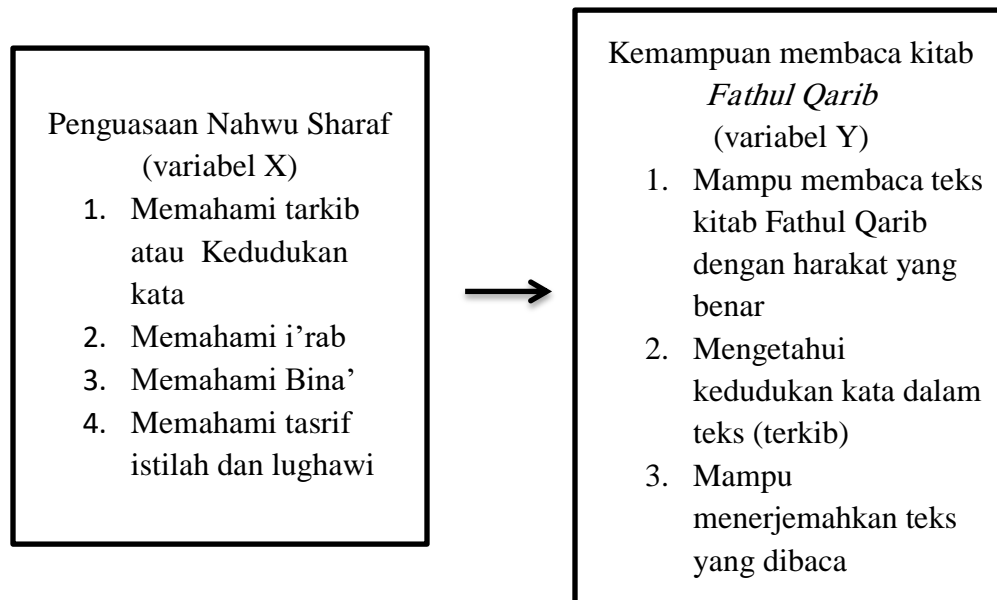 Penguasaan Nahwu Sharaf
(variabel X)
1. Memahami tarkib
atau Kedudukan
kata
2. Memahami i’rab
3. Memahami Bina’
4. Memahami tasrif
istilah dan lughawi
Kemampuan membaca kitab
Fathul Qarib
(variabel Y)
1. Mampu membaca teks
kitab Fathul Qarib
dengan harakat yang
benar
2. Mengetahui
kedudukan kata dalam
teks (terkib)
3. Mampu
menerjemahkan teks
yang dibaca